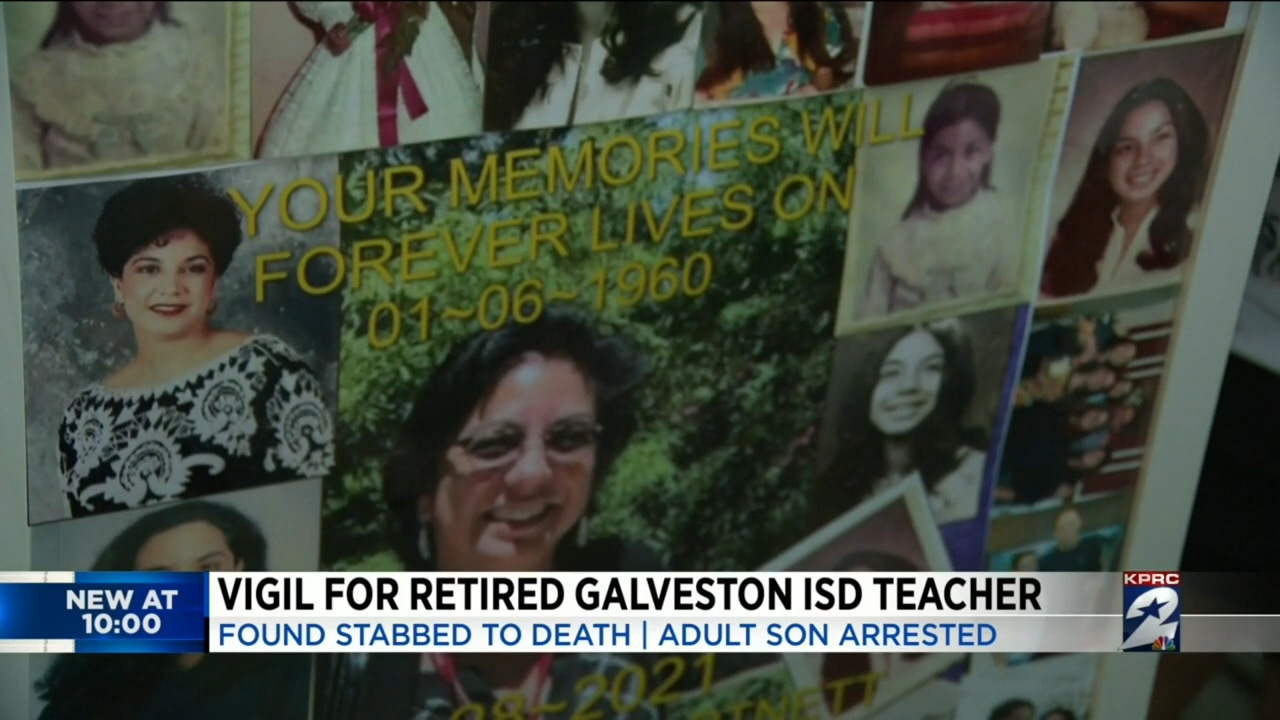 YOUR MEMORIES WILL
FOREVER LIVES ON
01~06~1960
NEW AT
10:00
VIGIL FOR RETIRED GALVESTON ISD TEACHER
FOUND STABBED TO DEATH | ADULT SON ARRESTED
KPRC
2